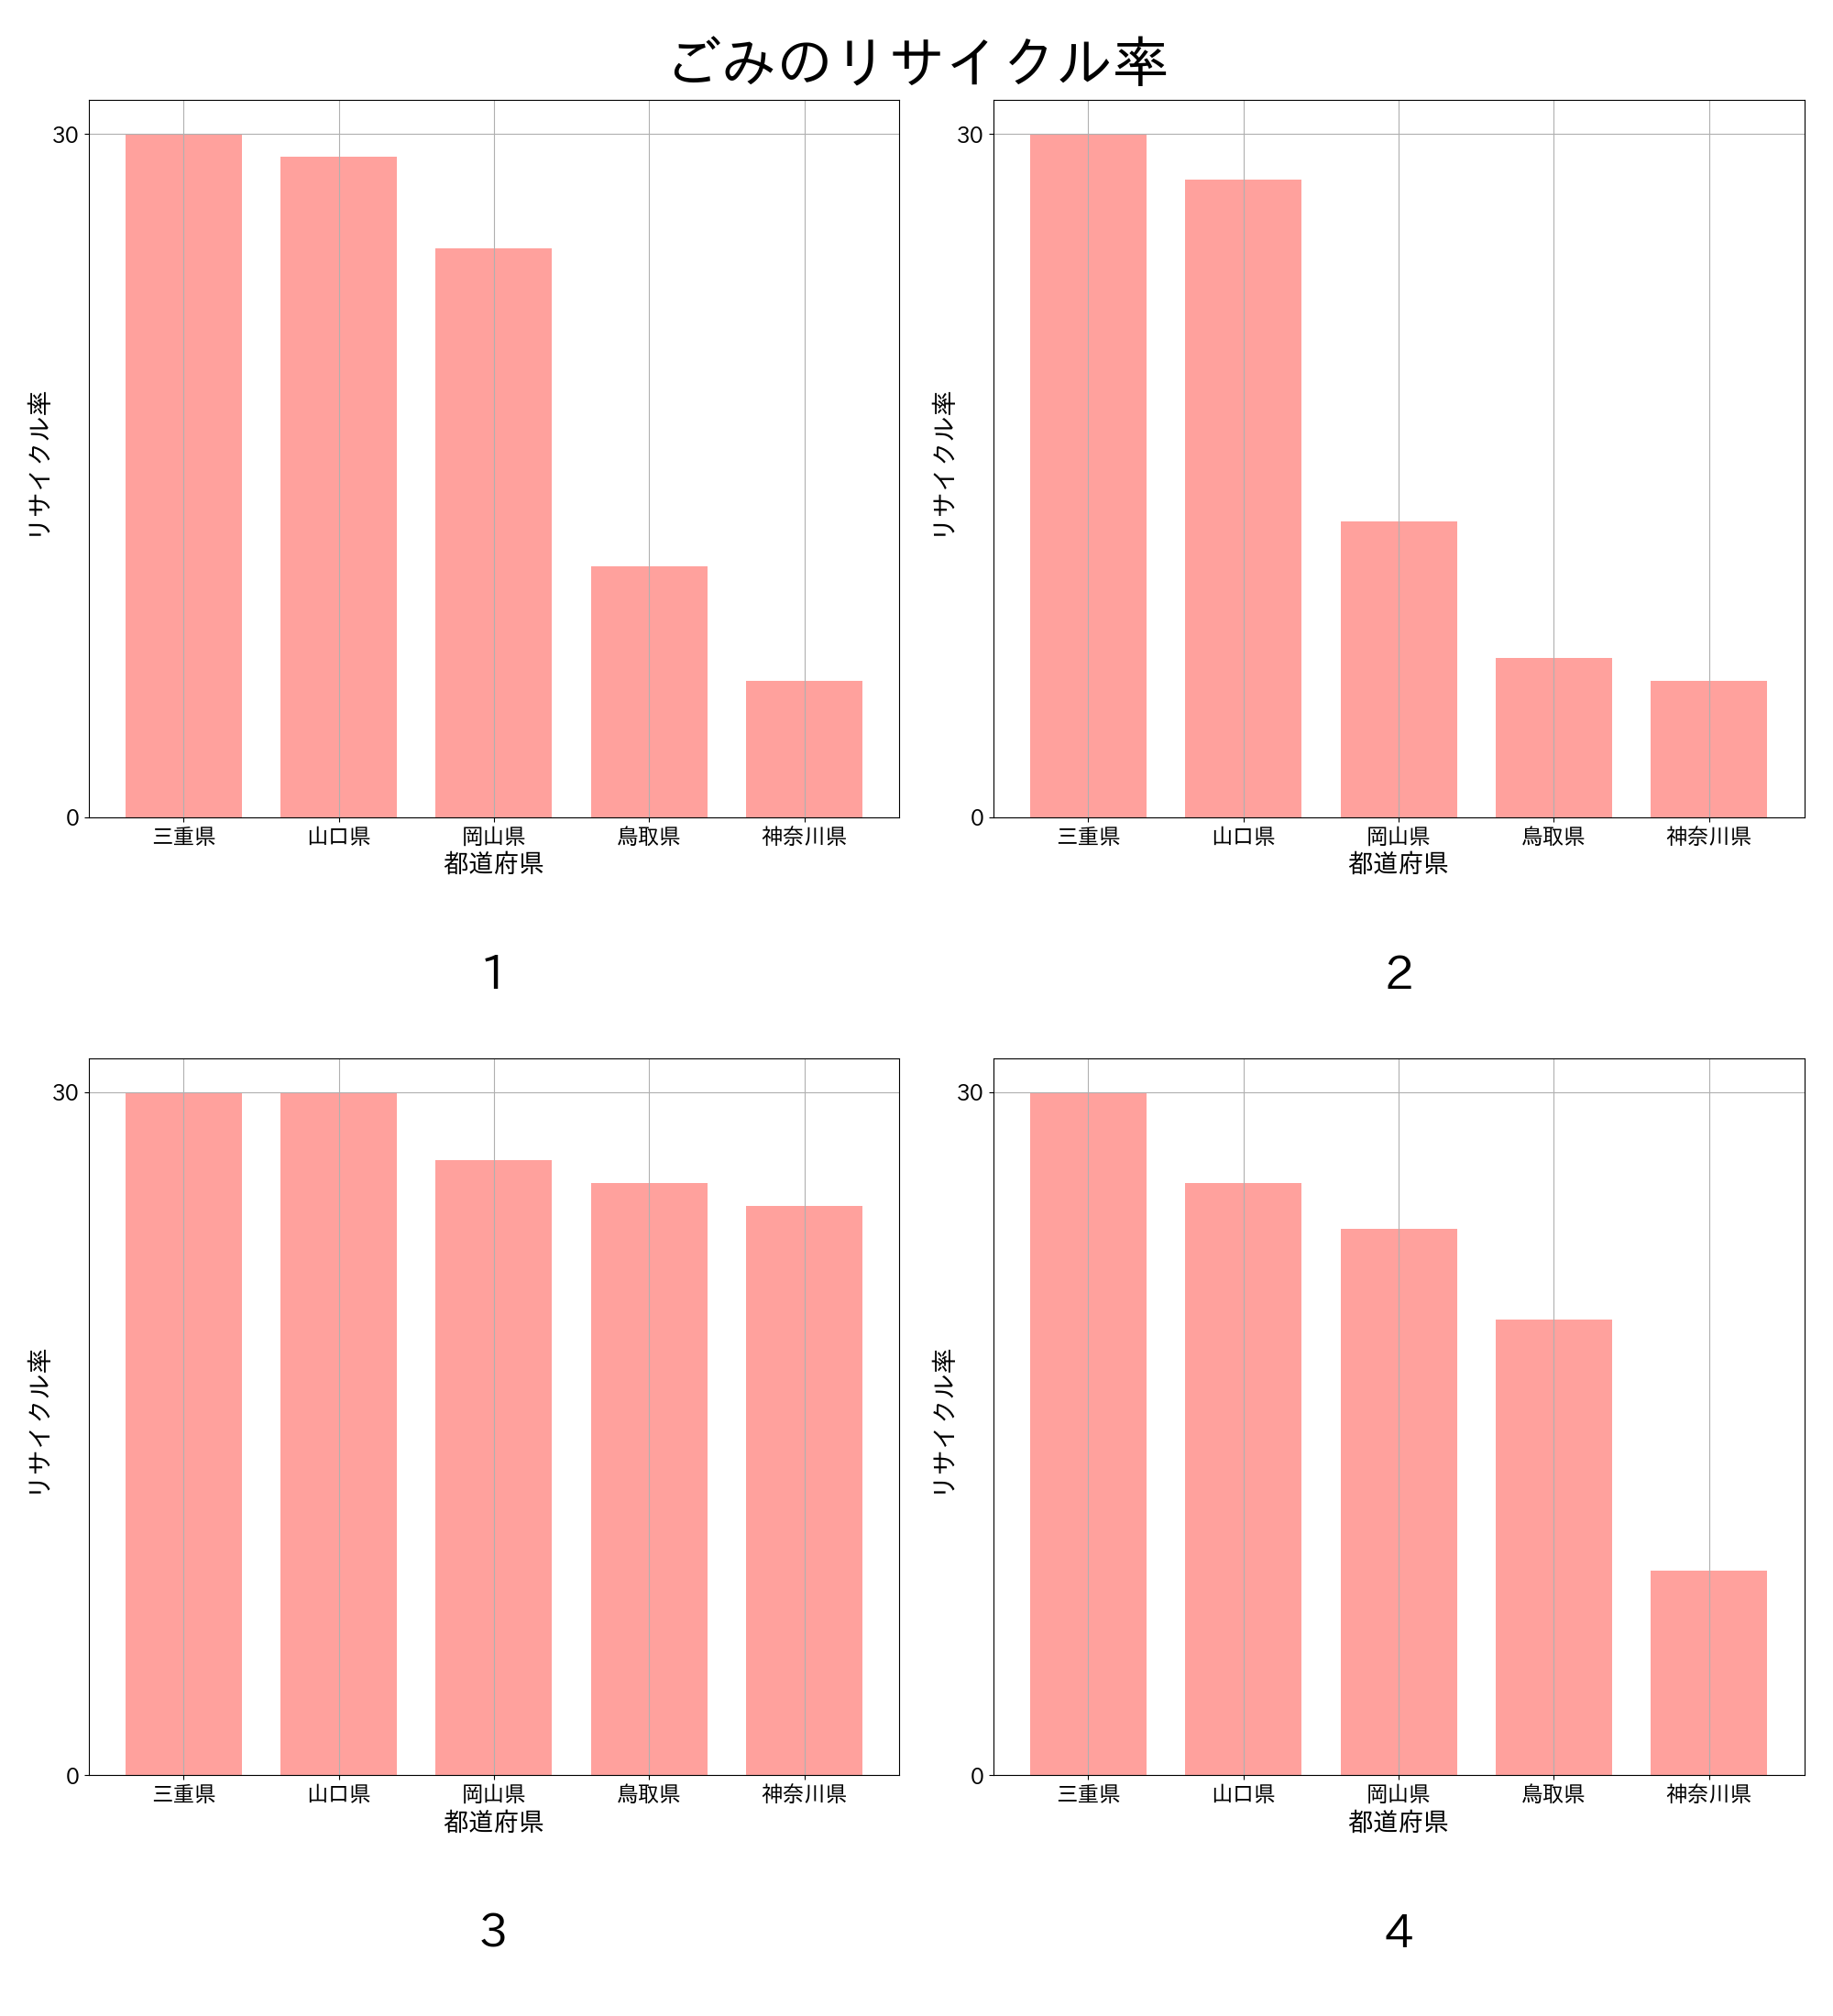 ごみのリサイクル率
30
0
リサイクル率
三重県 山口県 岡山県 鳥取県 神奈川県
都道府県
1
30
0
リサイクル率
三重県 山口県 岡山県 鳥取県 神奈川県
都道府県
2
30
0
リサイクル率
三重県 山口県 岡山県 鳥取県 神奈川県
都道府県
3
30
0
リサイクル率
三重県 山口県 岡山県 鳥取県 神奈川県
都道府県
4